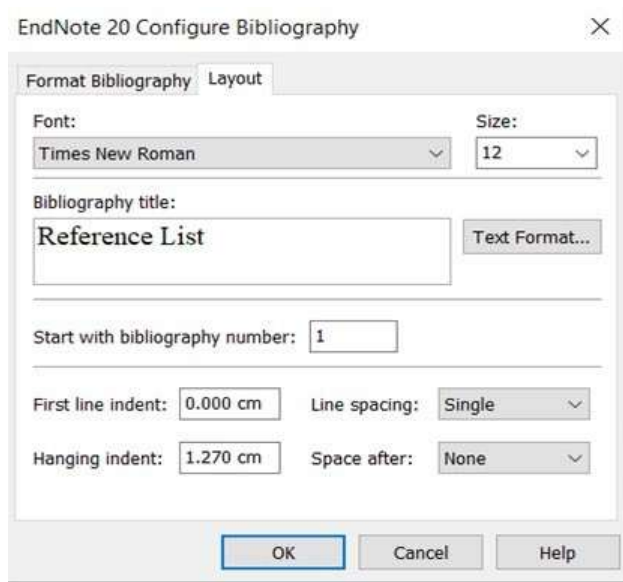 EndNote 20 Configure Bibliography
Format Bibliography Layout
Font: Size:
Times New Roman 12
Bibliography title:
Reference List Text Format...
Start with bibliography number: 1
First line indent: 0.000 cm Line spacing: Single
Hanging indent: 1.270 cm Space after: None
OK Cancel Help